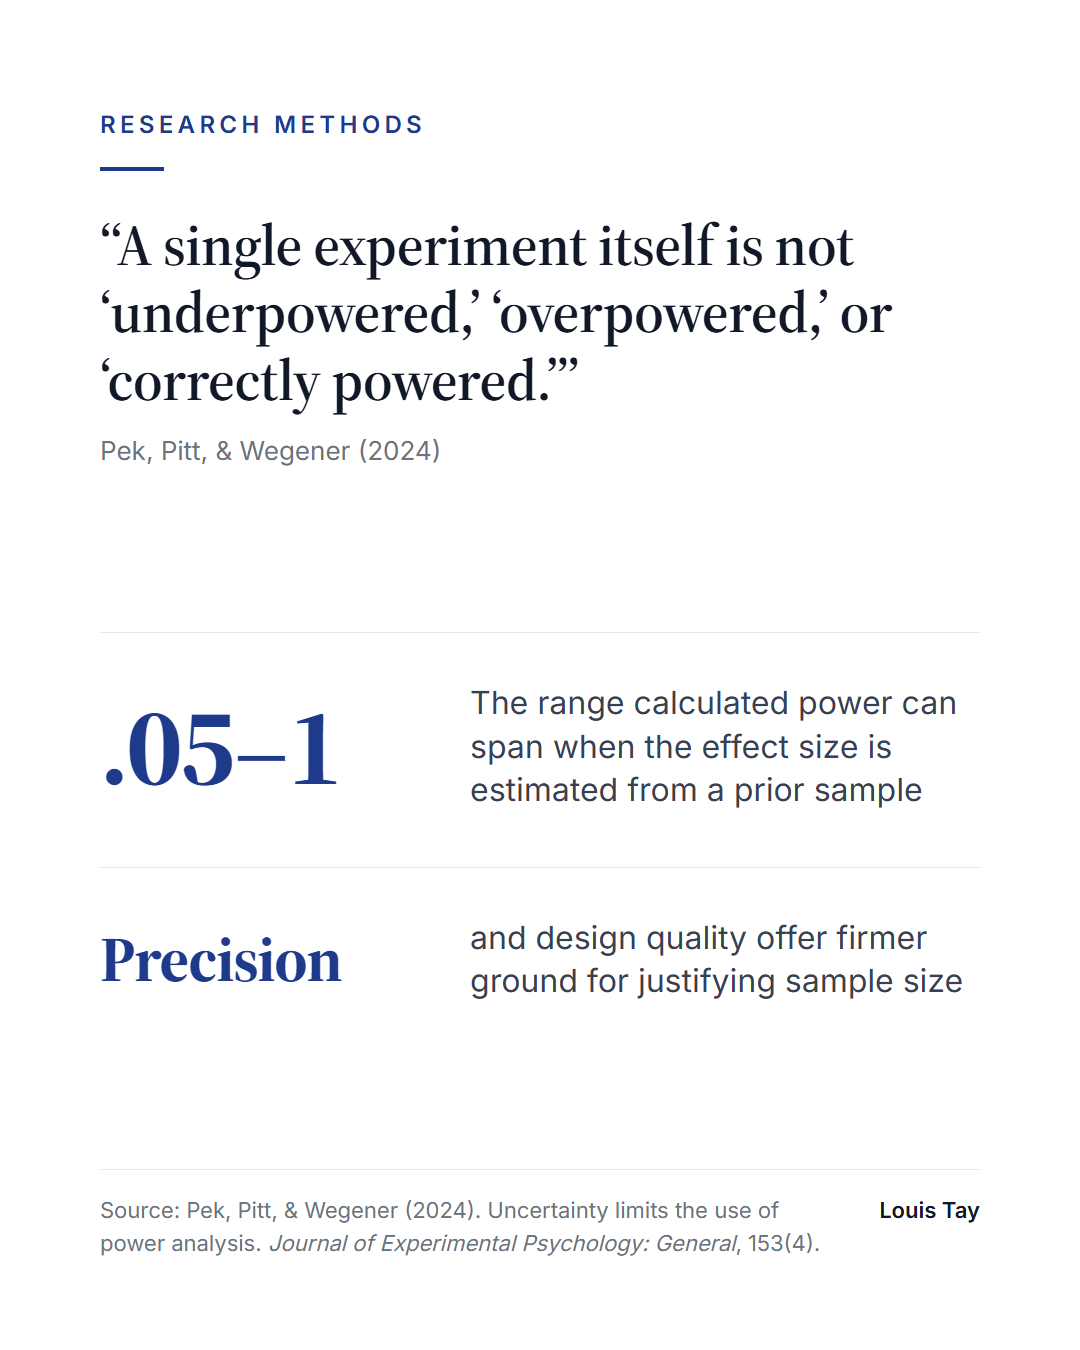 RESEARCH METHODS
“A single experiment itself is not
‘underpowered,’ ‘overpowered,’ or
‘correctly powered.’”
Pek, Pitt, & Wegener (2024)
.05–1
The range calculated power can
span when the effect size is
estimated from a prior sample
Precision
and design quality offer firmer
ground for justifying sample size
Source: Pek, Pitt, & Wegener (2024). Uncertainty limits the use of
power analysis. Journal of Experimental Psychology: General, 153(4).
Louis Tay